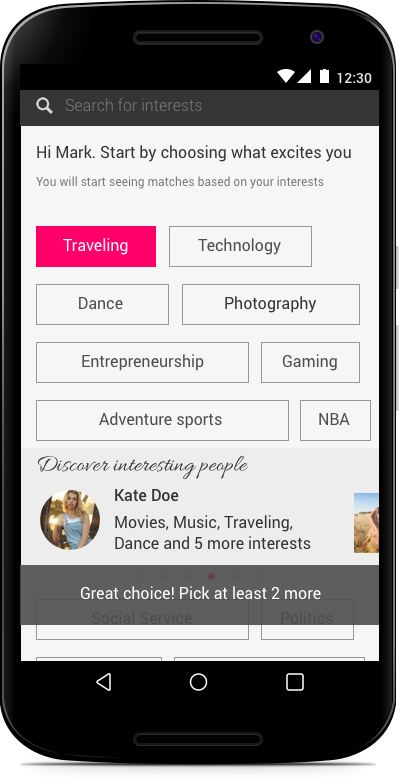 12:30
Search for interests
Hi Mark. Start by choosing what excites you
You will start seeing matches based on your interests
Traveling Technology
Dance Photography
Entrepreneurship Gaming
Adventure sports NBA
Discover interesting people
Kate Doe
Movies, Music, Traveling,
Dance and 5 more interests
Great choice! Pick at least 2 more
Social Service Politics